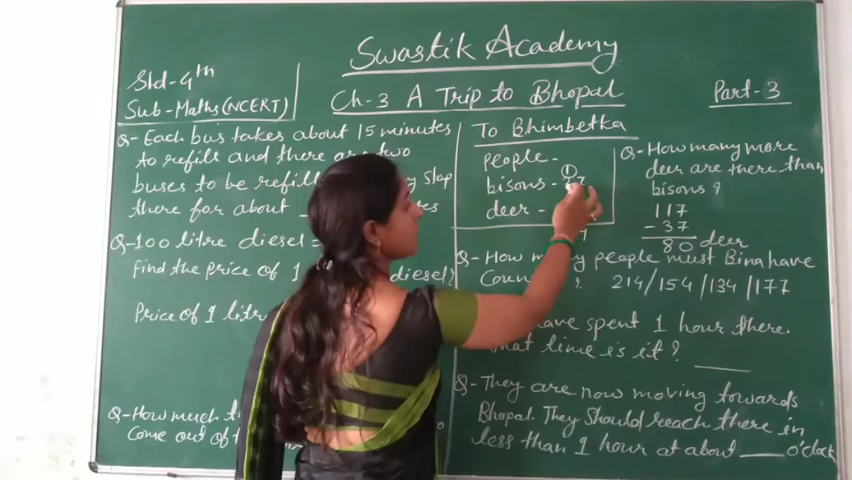 Swastik Academy
Std-4th
Sub-Maths (NCERT)
Ch-3 A Trip to Bhopal
Part-3
Q-Each bus takes about 15 minutes
to refill and there are two
buses to be refill stop
there for about
Q-100 litre diesel =
Find the price of 1 diesel?
Price of 1 litr
Q-How much t
Come out of t
To Bhimbetka
people-
bisons-
deer-
Q-How many more
deer are there than
bisons?
117
-37
80 deer
Q-How many people must Bina have
Coun ? 214/154/134/177
have spent 1 hour there.
What time is it? ____
Q-They are now moving towards
Bhopal. They should reach there in
less than 1 hour at about ____ o'clock